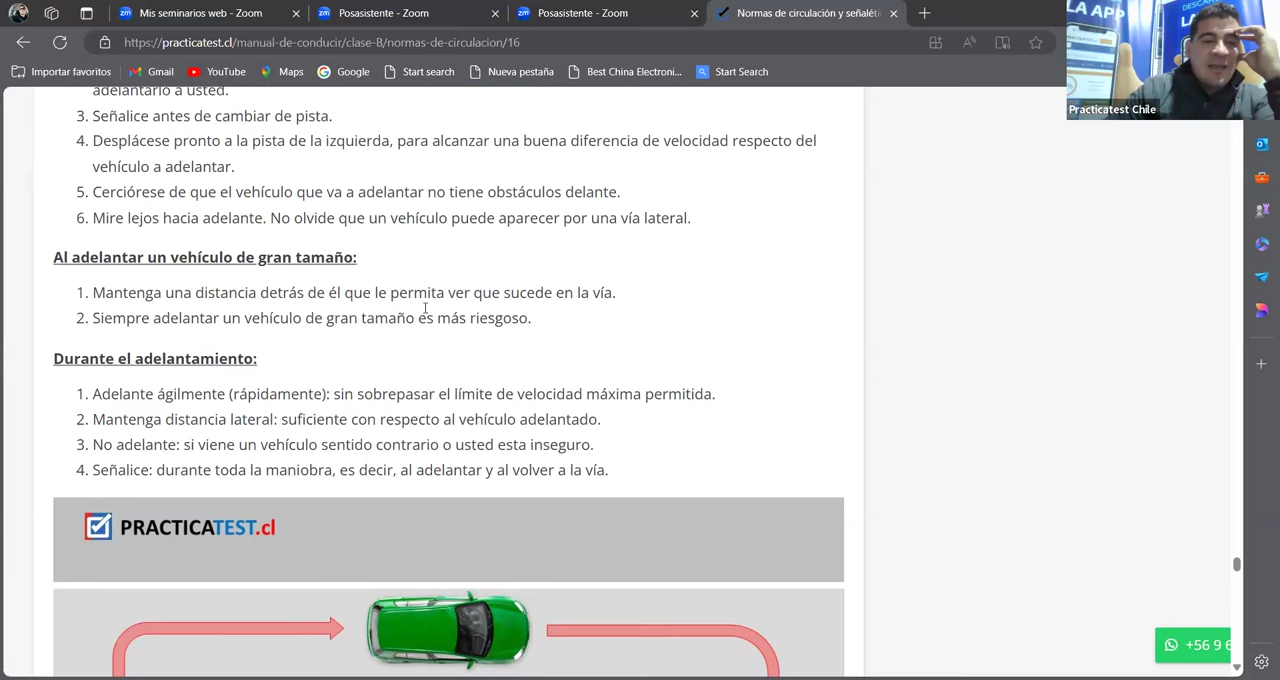 Mis seminarios web - Zoom
Posasistente - Zoom
Posasistente - Zoom
Normas de circulación y señaléti
https://practicatest.cl/manual-de-conducir/clase-B/normas-de-circulacion/16
Importar favoritos
Gmail
YouTube
Maps
Google
Start search
Nueva pestaña
Best China Electroni...
Start Search
LA APP
DESCAR
LA
Practicatest Chile
adelantarlo a usted.
3. Señalice antes de cambiar de pista.
4. Desplácese pronto a la pista de la izquierda, para alcanzar una buena diferencia de velocidad respecto del
vehículo a adelantar.
5. Cerciórese de que el vehículo que va a adelantar no tiene obstáculos delante.
6. Mire lejos hacia adelante. No olvide que un vehículo puede aparecer por una vía lateral.
Al adelantar un vehículo de gran tamaño:
1. Mantenga una distancia detrás de él que le permita ver que sucede en la vía.
2. Siempre adelantar un vehículo de gran tamaño es más riesgoso.
Durante el adelantamiento:
1. Adelante ágilmente (rápidamente): sin sobrepasar el límite de velocidad máxima permitida.
2. Mantenga distancia lateral: suficiente con respecto al vehículo adelantado.
3. No adelante: si viene un vehículo sentido contrario o usted esta inseguro.
4. Señalice: durante toda la maniobra, es decir, al adelantar y al volver a la vía.
PRACTICATEST.cl
+56 9 6